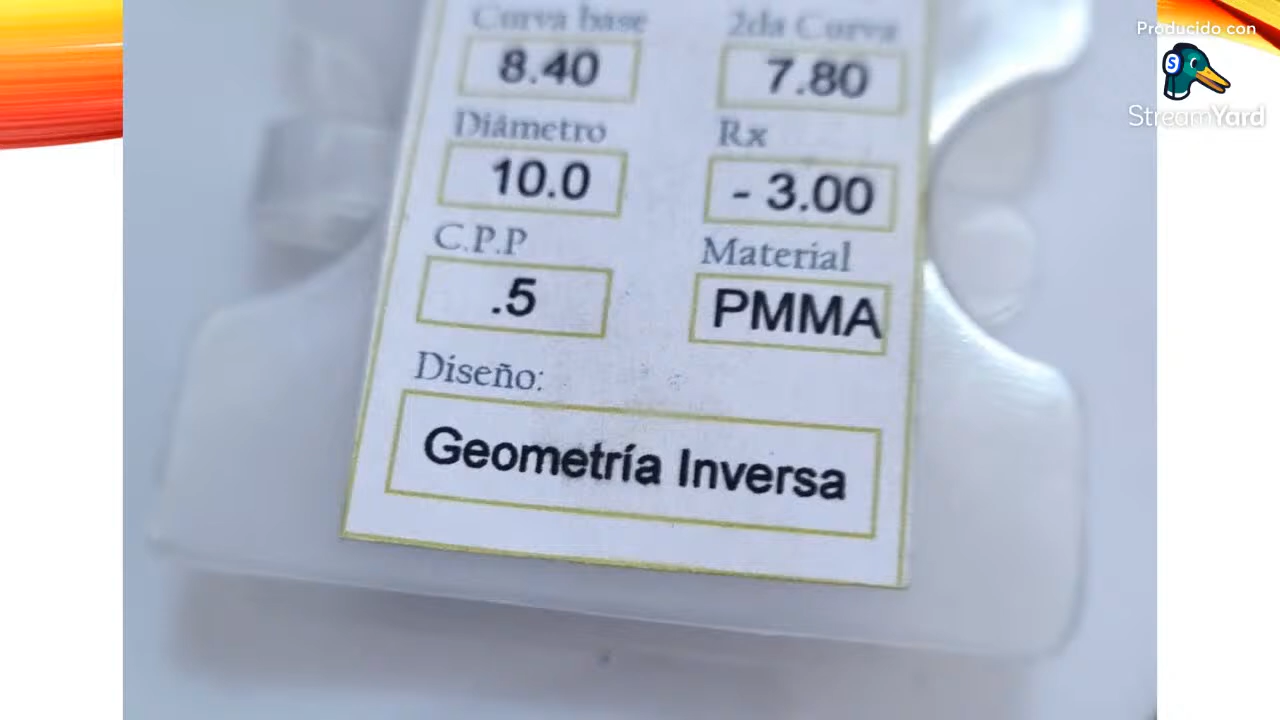 Producido con
StreamYard
Curva base 2da Curva
8.40 7.80
Diámetro Rx
10.0 - 3.00
C.P.P Material
.5 PMMA
Diseño:
Geometría Inversa